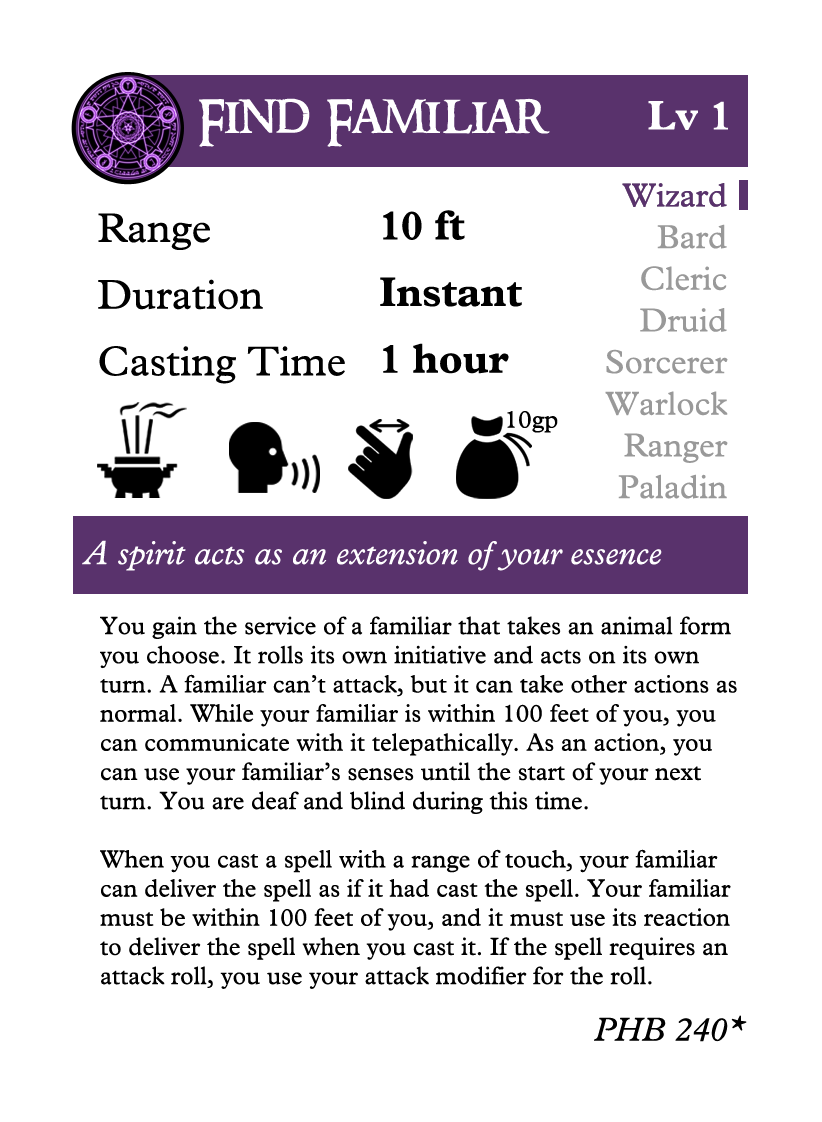 Find Familiar Lv 1
Wizard
Range 10 ft
Bard
Cleric
Duration Instant
Druid
Casting Time 1 hour
Sorcerer
Warlock
10gp
Ranger
Paladin
A spirit acts as an extension of your essence
You gain the service of a familiar that takes an animal form
you choose. It rolls its own initiative and acts on its own
turn. A familiar can’t attack, but it can take other actions as
normal. While your familiar is within 100 feet of you, you
can communicate with it telepathically. As an action, you
can use your familiar’s senses until the start of your next
turn. You are deaf and blind during this time.
When you cast a spell with a range of touch, your familiar
can deliver the spell as if it had cast the spell. Your familiar
must be within 100 feet of you, and it must use its reaction
to deliver the spell when you cast it. If the spell requires an
attack roll, you use your attack modifier for the roll.
PHB 240*